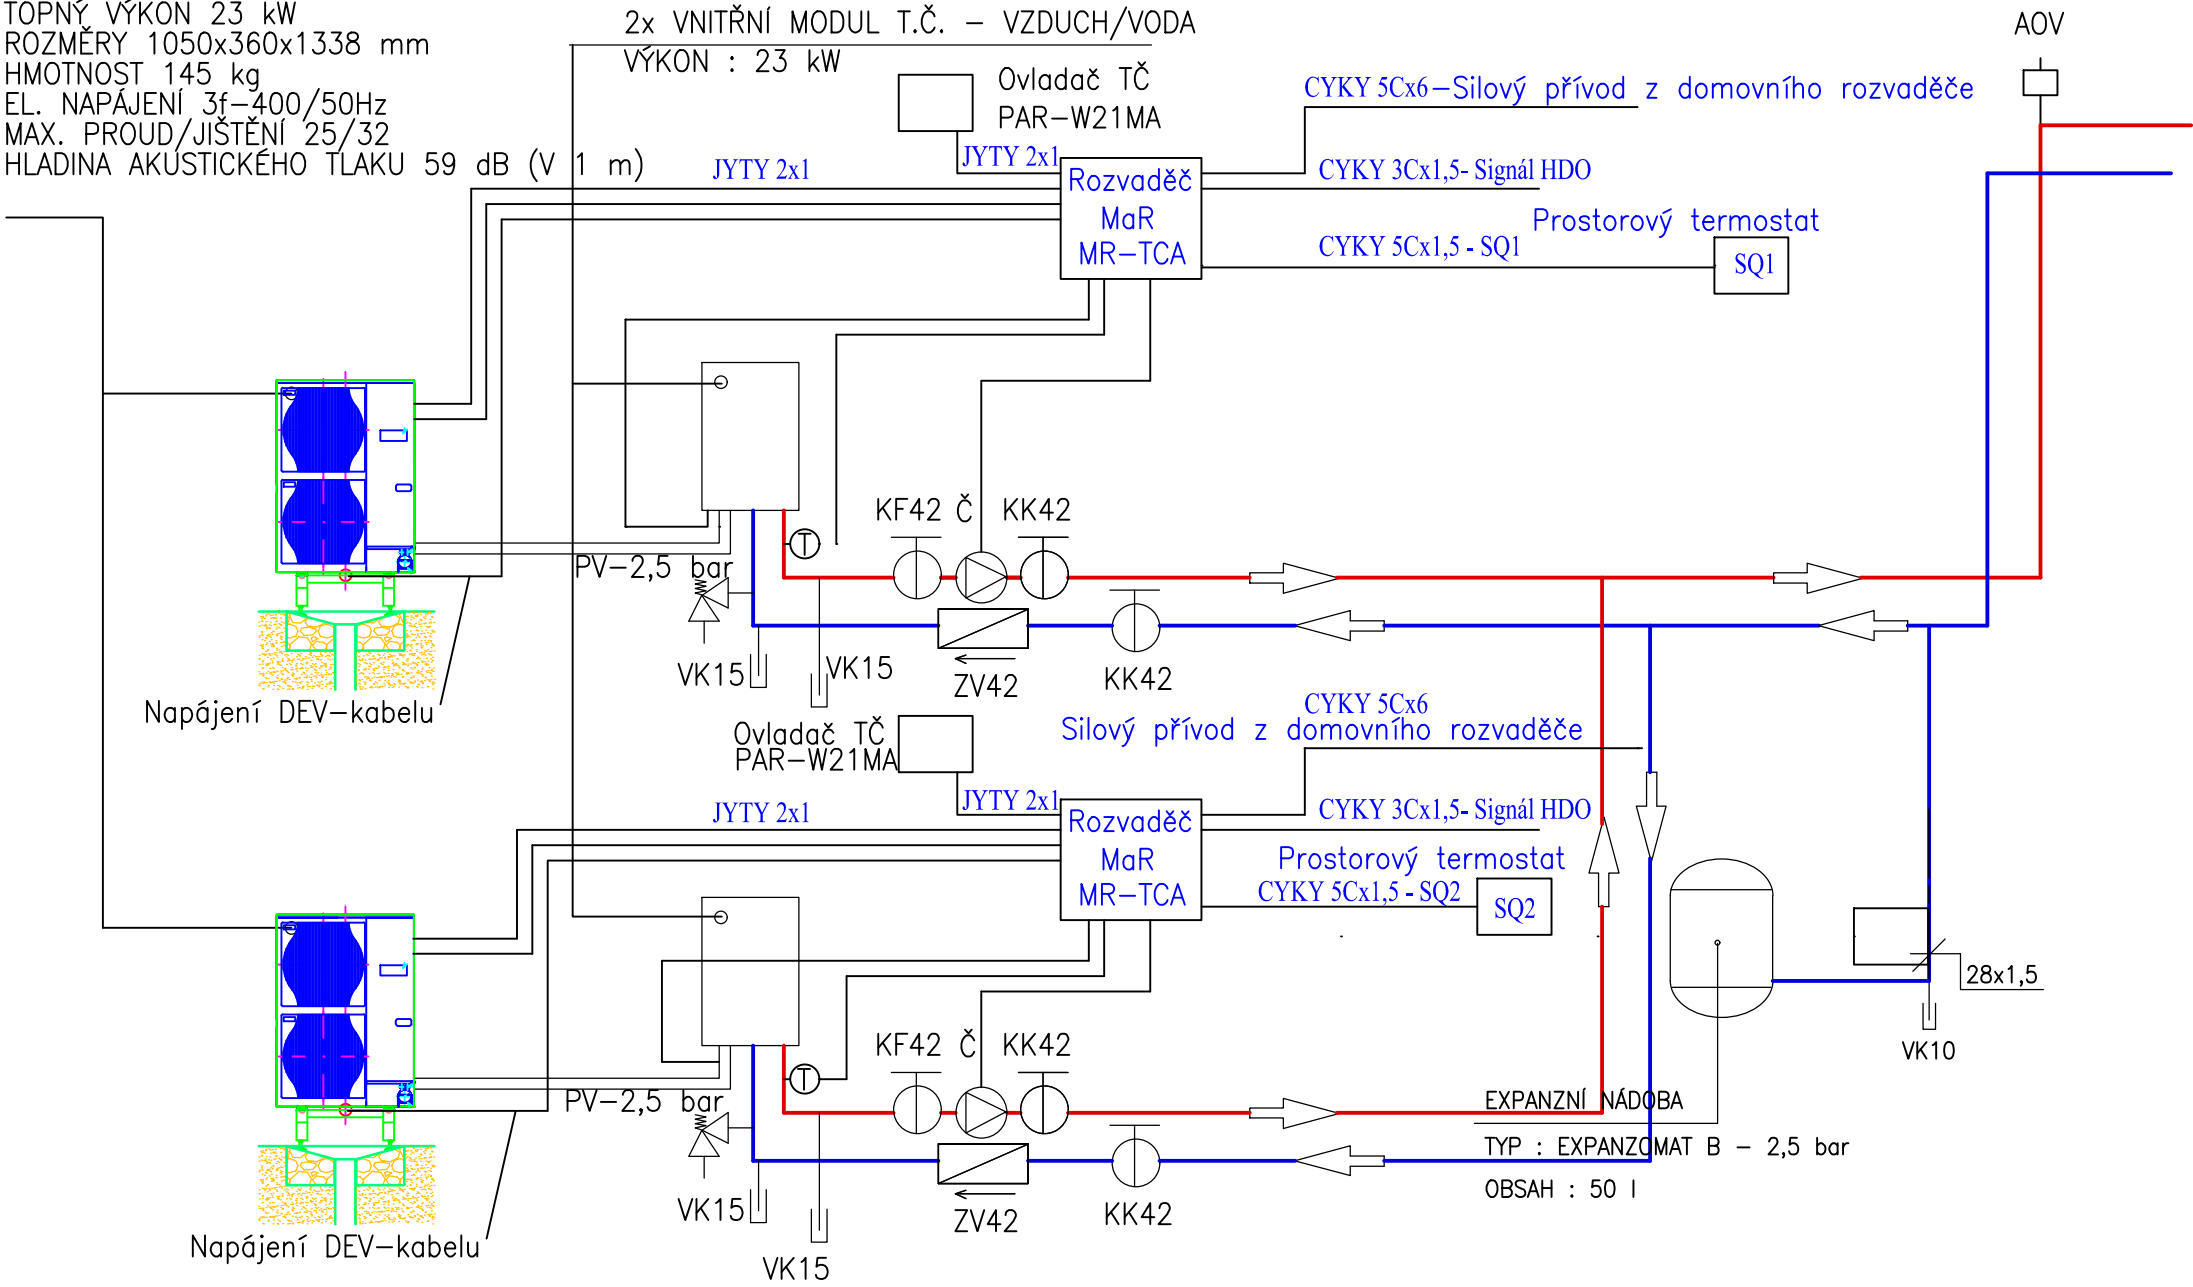 TOPNÝ VÝKON 23 kW
ROZMĚRY 1050x360x1338 mm
HMOTNOST 145 kg
EL. NAPÁJENÍ 3f-400/50Hz
MAX. PROUD/JIŠTĚNÍ 25/32
HLADINA AKUSTICKÉHO TLAKU 59 dB (V 1 m)
2x VNITŘNÍ MODUL T.Č. - VZDUCH/VODA
VÝKON : 23 kW
Ovladač TČ
PAR-W21MA
JYTY 2x1
JYTY 2x1
Rozvaděč
MaR
MR-TCA
CYKY 5Cx6-Silový přívod z domovního rozvaděče
CYKY 3Cx1,5- Signál HDO
Prostorový termostat
CYKY 5Cx1,5 - SQ1
SQ1
AOV
KF42 Č KK42
T
PV-2,5 bar
VK15
VK15
ZV42
KK42
Napájení DEV-kabelu
CYKY 5Cx6
Silový přívod z domovního rozvaděče
Ovladač TČ
PAR-W21MA
JYTY 2x1
JYTY 2x1
Rozvaděč
MaR
MR-TCA
CYKY 3Cx1,5- Signál HDO
Prostorový termostat
CYKY 5Cx1,5 - SQ2
SQ2
28x1,5
VK10
KF42 Č KK42
T
PV-2,5 bar
VK15
VK15
ZV42
KK42
Napájení DEV-kabelu
EXPANZNÍ NÁDOBA
TYP : EXPANZOMAT B - 2,5 bar
OBSAH : 50 l